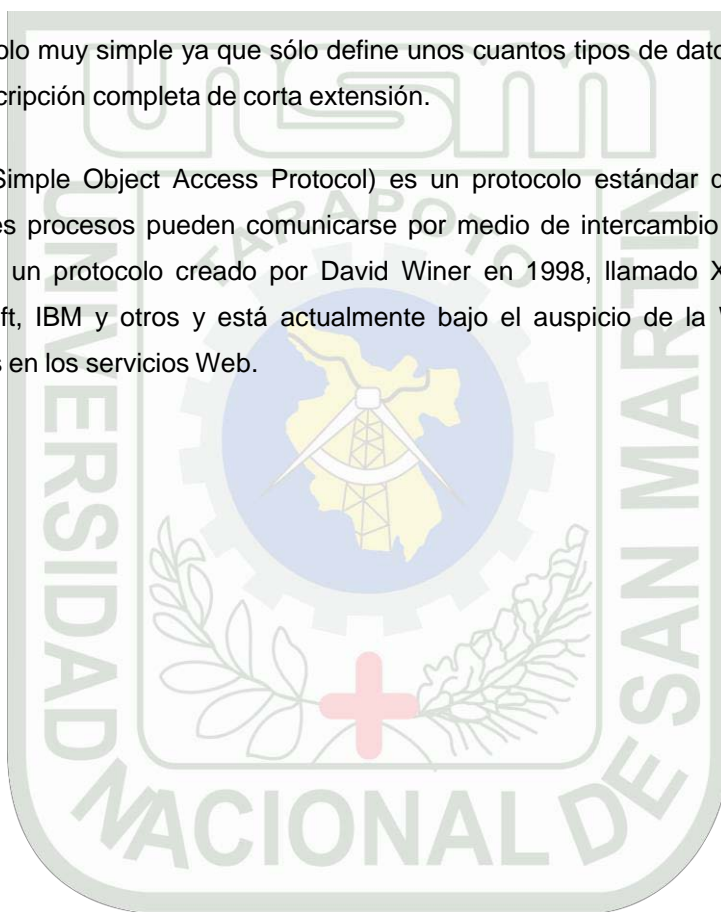 olo muy simple ya que sólo define unos cuantos tipos de dato
cripción completa de corta extensión.
Simple Object Access Protocol) es un protocolo estándar
es procesos pueden comunicarse por medio de intercambio
un protocolo creado por David Winer en 1998, llamado X
ft, IBM y otros y está actualmente bajo el auspicio de la
s en los servicios Web.
unsm
TARAPOTO
UNIVERSIDAD
NACIONAL DE
SAN MARTIN